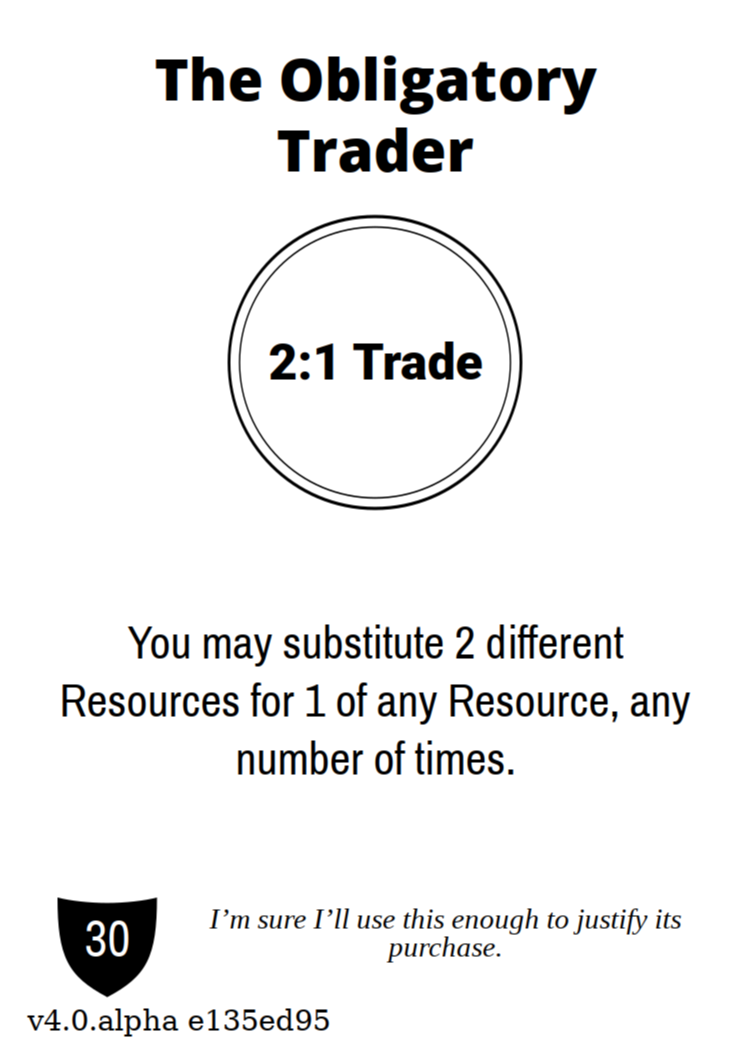 The Obligatory
Trader
2:1 Trade
You may substitute 2 different
Resources for 1 of any Resource, any
number of times.
30
I’m sure I’ll use this enough to justify its
purchase.
v4.0.alpha e135ed95